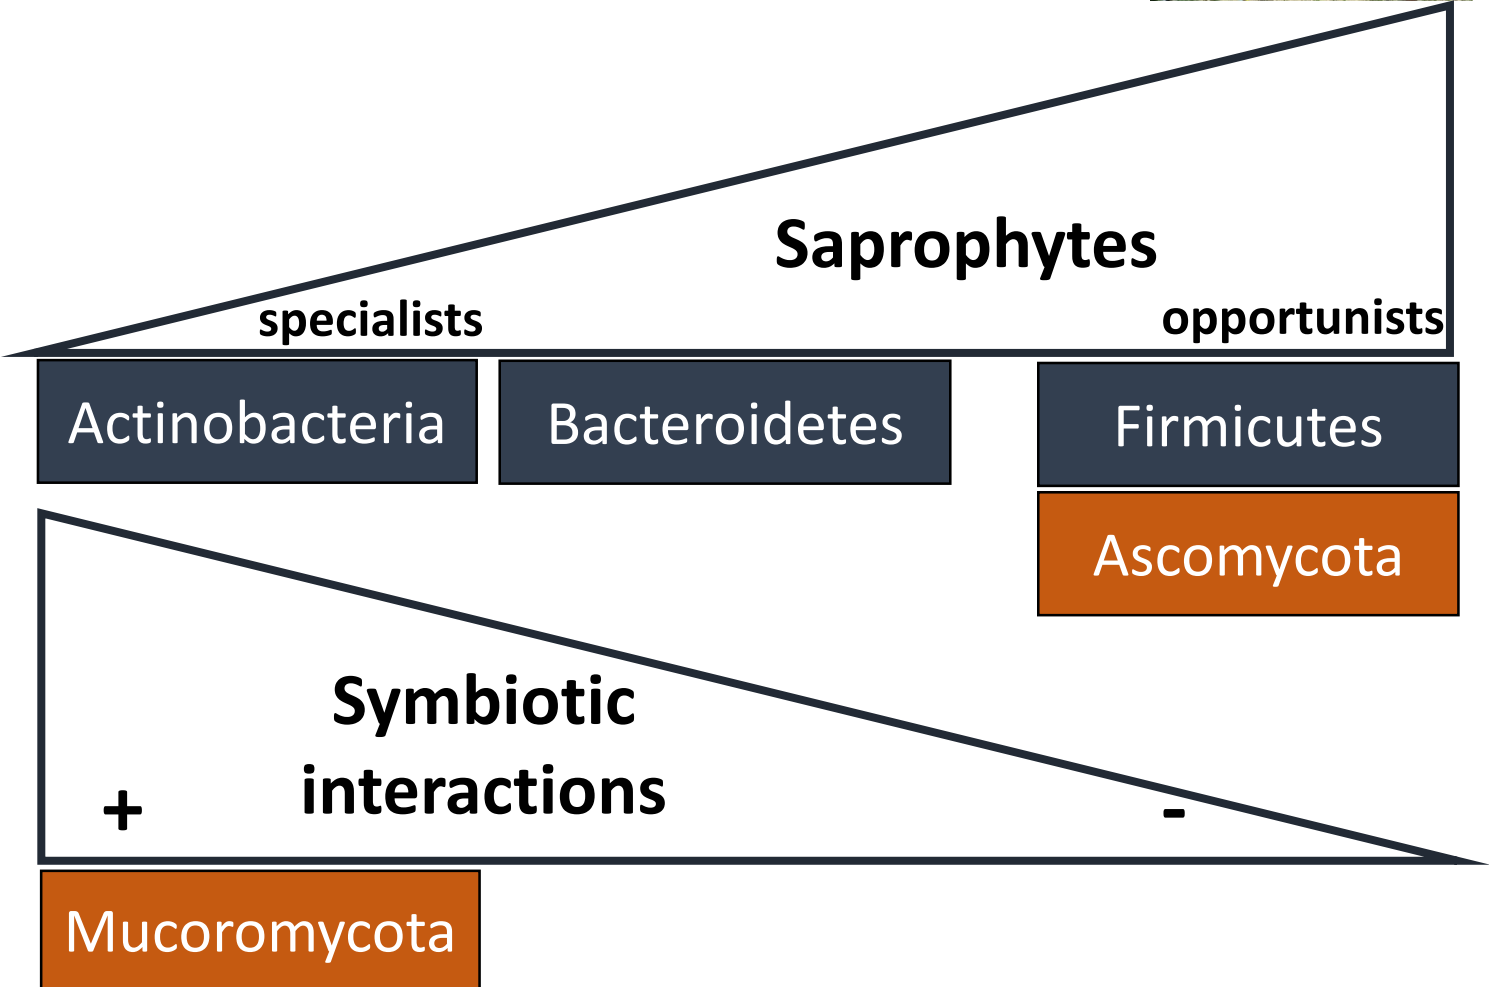 Saprophytes
specialists
opportunists
Actinobacteria
Bacteroidetes
Firmicutes
Ascomycota
Symbiotic
interactions
+
-
Mucoromycota